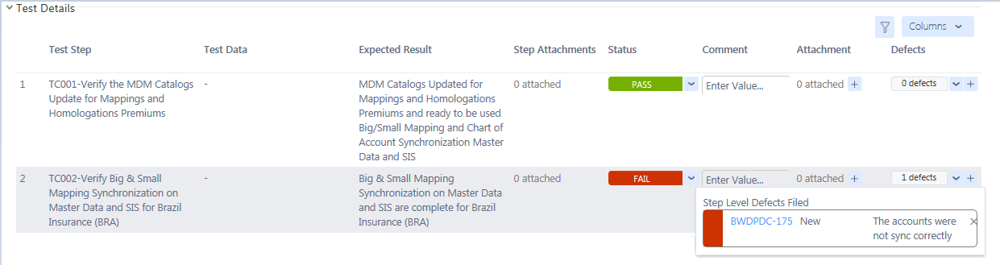 Test Details
Columns
Test Step Test Data Expected Result Step Attachments Status Comment Attachment Defects
1 TC001-Verify the MDM Catalogs Update for Mappings and Homologations Premiums
-
MDM Catalogs Updated for
Mappings and Homologations
Premiums and ready to be used
Big/Small Mapping and Chart of
Account Synchronization Master
Data and SIS
0 attached
PASS
Enter Value...
0 attached +
0 defects +
2 TC002-Verify Big & Small
Mapping Synchronization on
Master Data and SIS for Brazil
Insurance (BRA)
-
Big & Small Mapping
Synchronization on Master Data
and SIS are complete for Brazil
Insurance (BRA)
0 attached
FAIL
Enter Value...
0 attached +
1 defects +
Step Level Defects Filed
BWDPDC-175 New The accounts were
not sync correctly